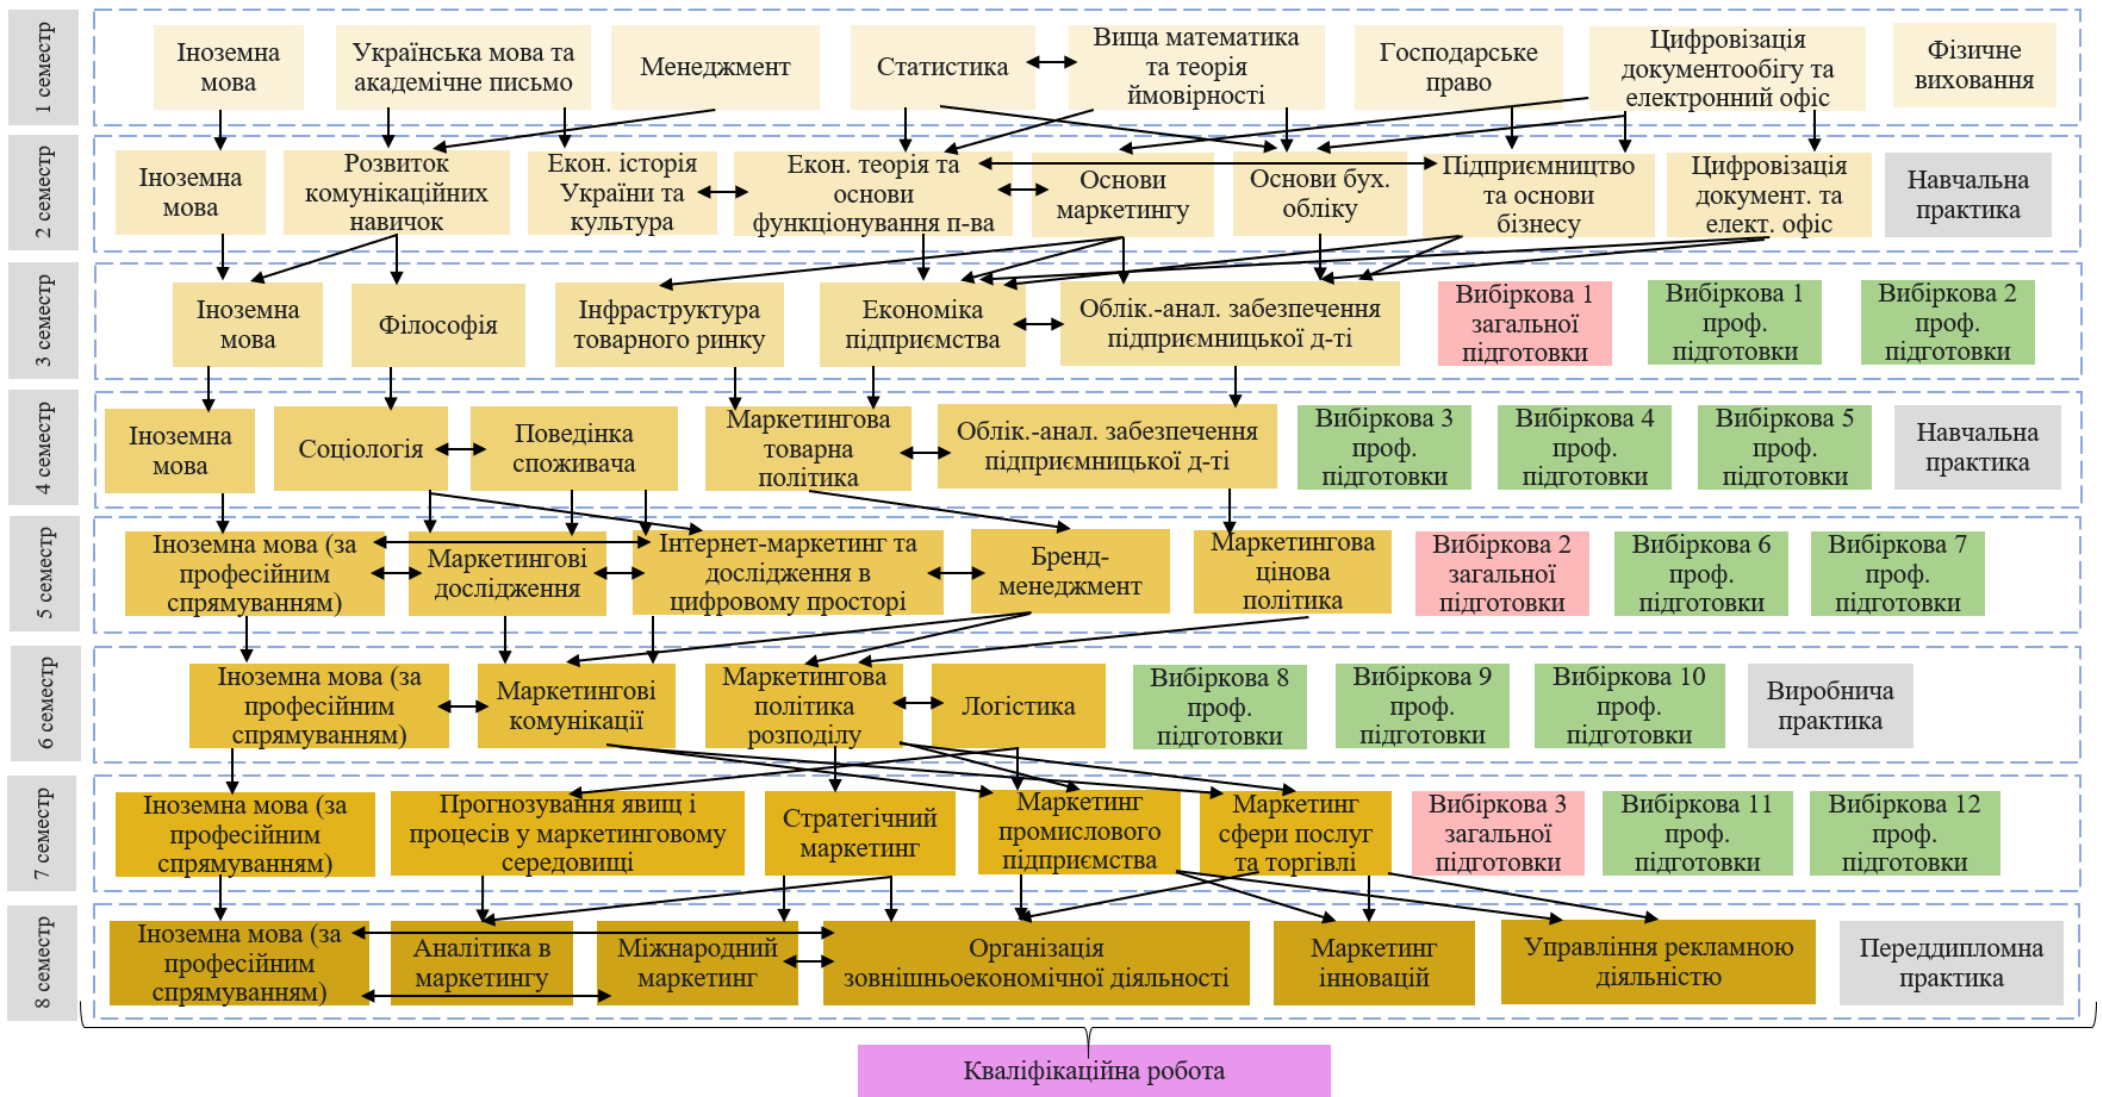 1 семестр
Іноземна
мова
Українська мова та
академічне письмо
Менеджмент
Статистика
Вища математика
та теорія
ймовірності
Господарське
право
Цифровізація
документообігу та
електронний офіс
Фізичне
виховання
2 семестр
Іноземна
мова
Розвиток
комунікаційних
навичок
Екон. історія
України та
культура
Екон. теорія та
основи
функціонування п-ва
Основи
маркетингу
Основи бух.
обліку
Підприємництво
та основи
бізнесу
Цифровізація
документ. та
елект. офіс
Навчальна
практика
3 семестр
Іноземна
мова
Філософія
Інфраструктура
товарного ринку
Економіка
підприємства
Облік.-анал. забезпечення
підприємницької д-ті
Вибіркова 1
загальної
підготовки
Вибіркова 1
проф.
підготовки
Вибіркова 2
проф.
підготовки
4 семестр
Іноземна
мова
Соціологія
Поведінка
споживача
Маркетингова
товарна
політика
Облік.-анал. забезпечення
підприємницької д-ті
Вибіркова 3
проф.
підготовки
Вибіркова 4
проф.
підготовки
Вибіркова 5
проф.
підготовки
Навчальна
практика
5 семестр
Іноземна мова (за
професійним
спрямуванням)
Маркетингові
дослідження
Інтернет-маркетинг та
дослідження в
цифровому просторі
Бренд-
менеджмент
Маркетингова
цінова
політика
Вибіркова 2
загальної
підготовки
Вибіркова 6
проф.
підготовки
Вибіркова 7
проф.
підготовки
6 семестр
Іноземна мова (за
професійним
спрямуванням)
Маркетингові
комунікації
Маркетингова
політика
розподілу
Логістика
Вибіркова 8
проф.
підготовки
Вибіркова 9
проф.
підготовки
Вибіркова 10
проф.
підготовки
Виробнича
практика
7 семестр
Іноземна мова (за
професійним
спрямуванням)
Прогнозування явищ і
процесів у маркетинговому
середовищі
Стратегічний
маркетинг
Маркетинг
промислового
підприємства
Маркетинг
сфери послуг
та торгівлі
Вибіркова 3
загальної
підготовки
Вибіркова 11
проф.
підготовки
Вибіркова 12
проф.
підготовки
8 семестр
Іноземна мова (за
професійним
спрямуванням)
Аналітика в
маркетингу
Міжнародний
маркетинг
Організація
зовнішньоекономічної діяльності
Маркетинг
інновацій
Управління рекламною
діяльністю
Переддипломна
практика
Кваліфікаційна робота